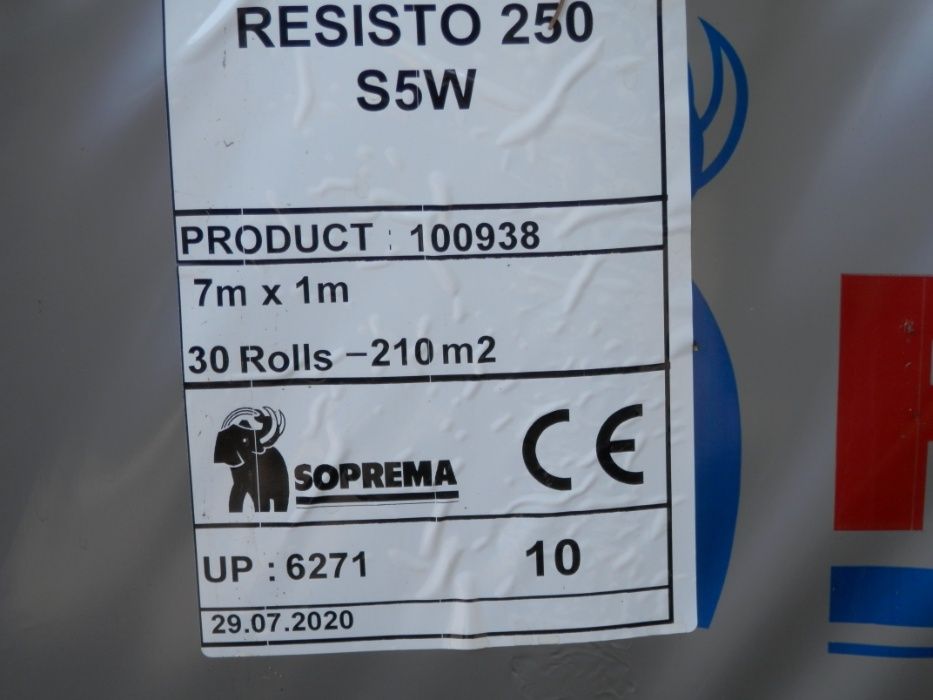 RESISTO 250
S5W
PRODUCT : 100938
7m x 1m
30 Rolls -210 m2
SOPREMA
CE
UP : 6271 10
29.07.2020